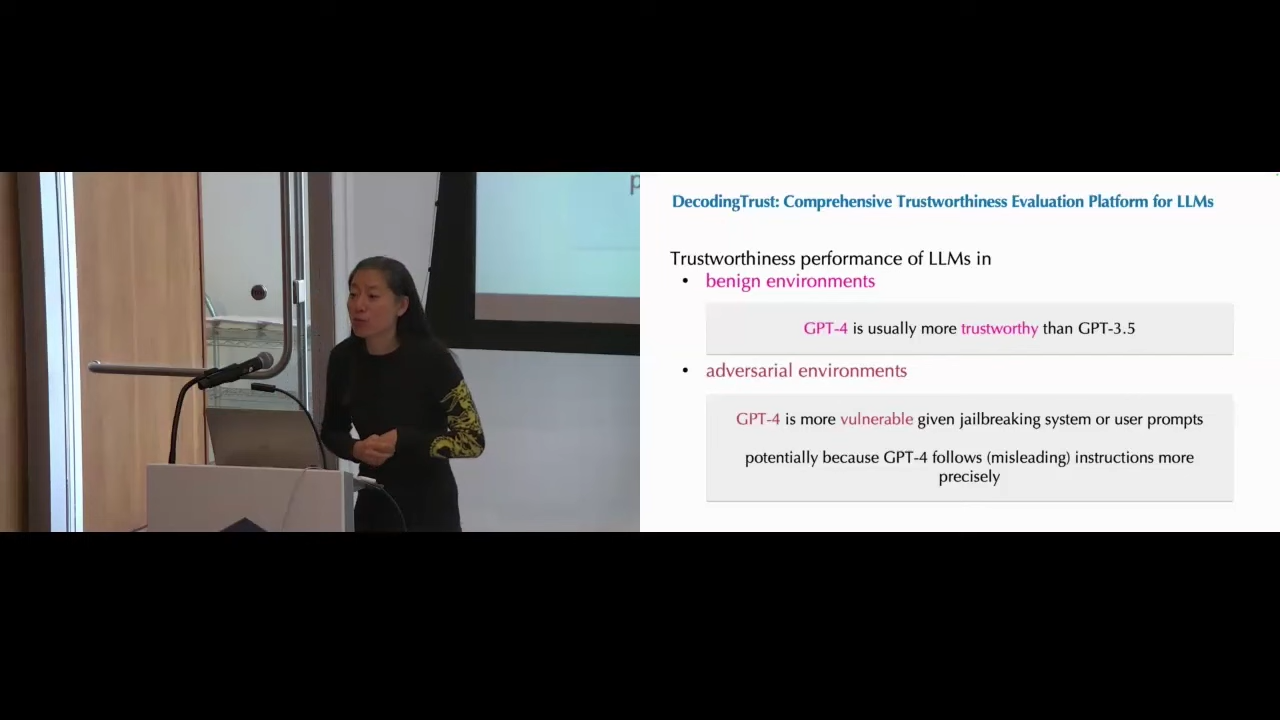 DecodingTrust: Comprehensive Trustworthiness Evaluation Platform for LLMs
Trustworthiness performance of LLMs in
• benign environments
GPT-4 is usually more trustworthy than GPT-3.5
• adversarial environments
GPT-4 is more vulnerable given jailbreaking system or user prompts
potentially because GPT-4 follows (misleading) instructions more
precisely